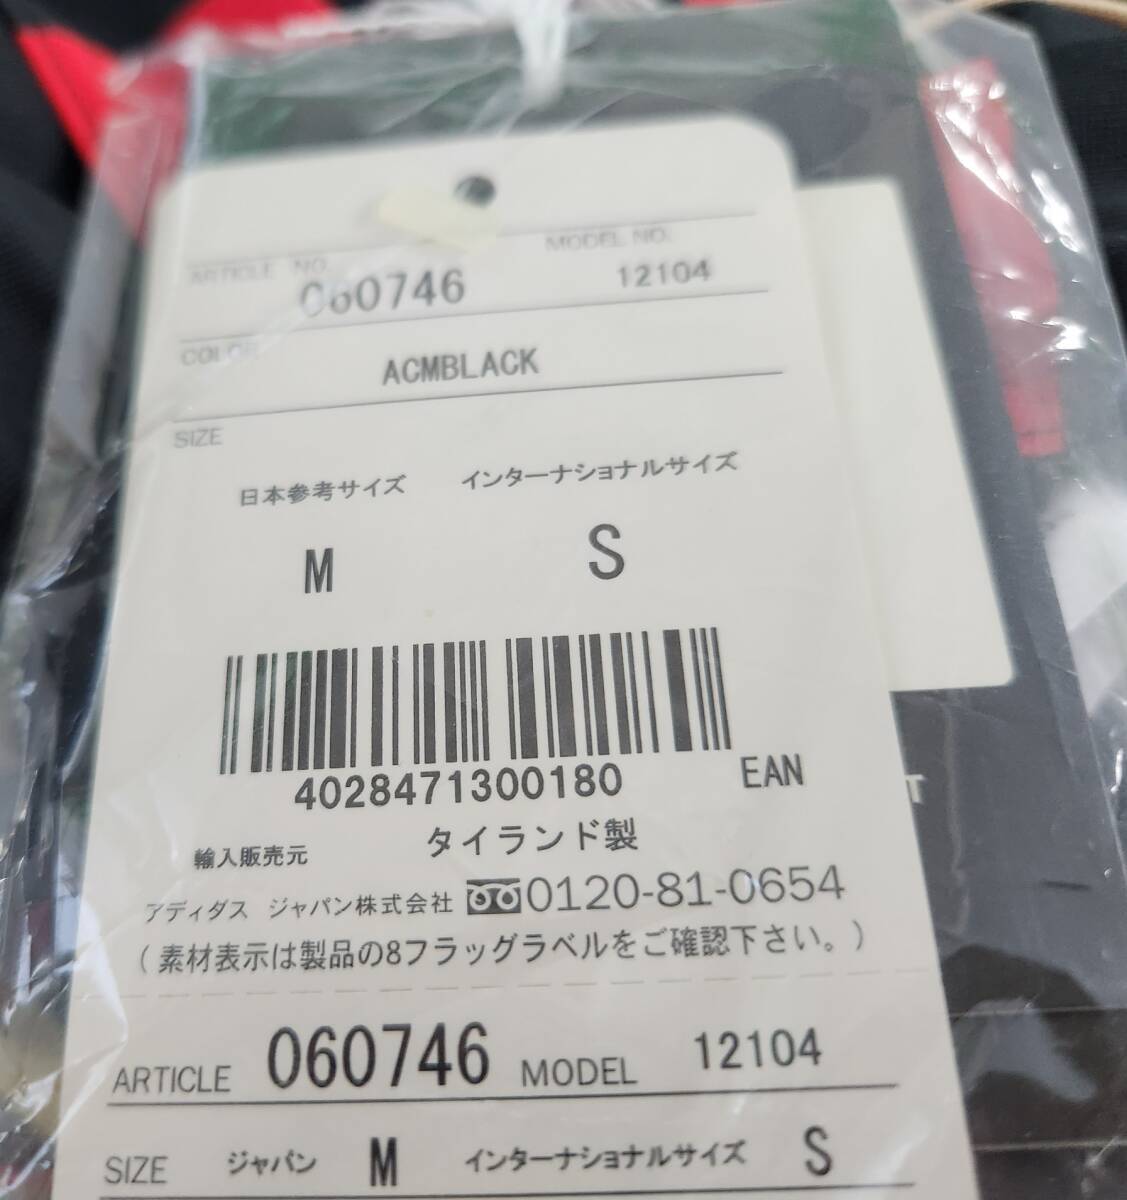 ARTICLE NO. MODEL NO.
060746 12104
COLOR
ACMBLACK
SIZE
日本参考サイズ インターナショナルサイズ
M S
4028471300180 EAN
タイランド製
輸入販売元
アディダス ジャパン株式会社 0120-81-0654
(素材表示は製品の8フラッグラベルをご確認下さい。)
ARTICLE 060746 MODEL 12104
SIZE ジャパン M インターナショナルサイズ S
T